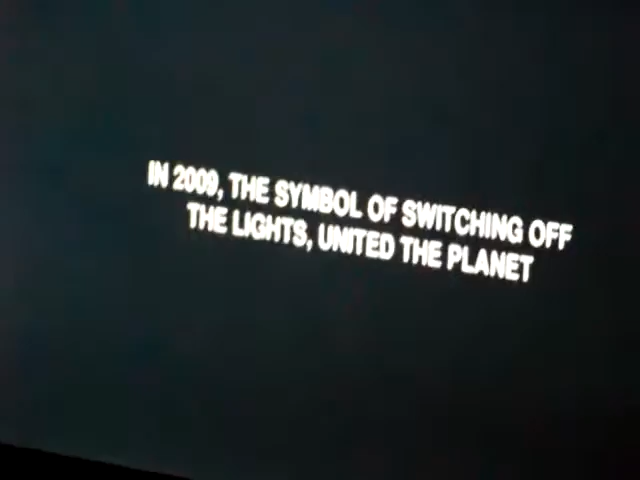 IN 2009, THE SYMBOL OF SWITCHING OFF
THE LIGHTS, UNITED THE PLANET